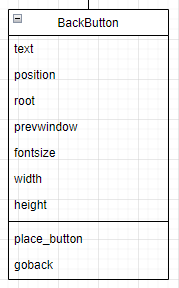 BackButton
text
position
root
prevwindow
fontsize
width
height
place_button
goback